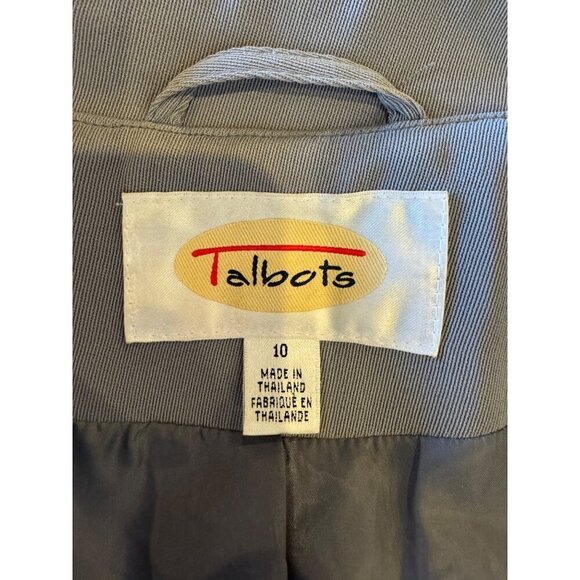 Talbots
10
MADE IN
THAILAND
FABRIQUÉ EN
THAILANDE